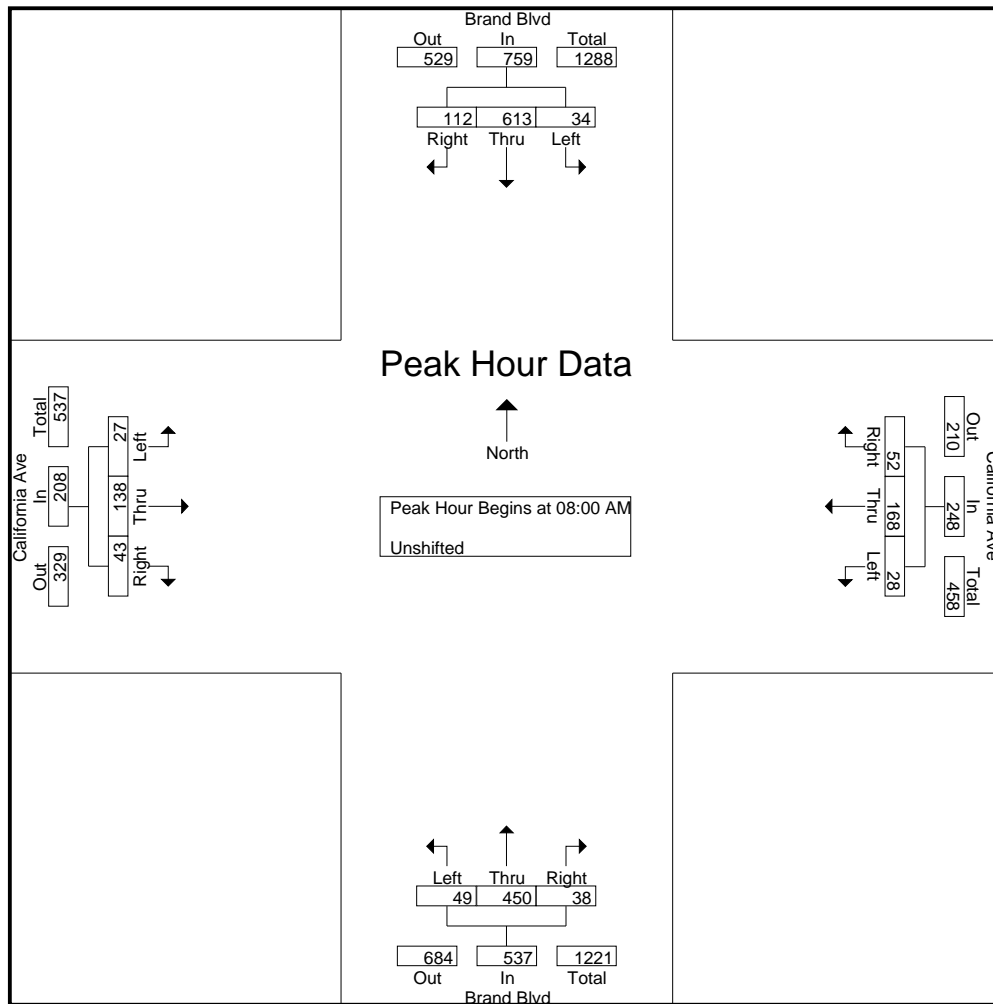 Brand Blvd
Out In Total
529 759 1288
112 613 34
Right Thru Left
Peak Hour Data
North
Peak Hour Begins at 08:00 AM
Unshifted
California Ave
Total In Out
537 208 329
27 138 43
Left Thru Right
Right Thru Left
52 168 28
Out In Total
210 248 458
California Ave
Left Thru Right
49 450 38
684 537 1221
Out In Total
Brand Blvd